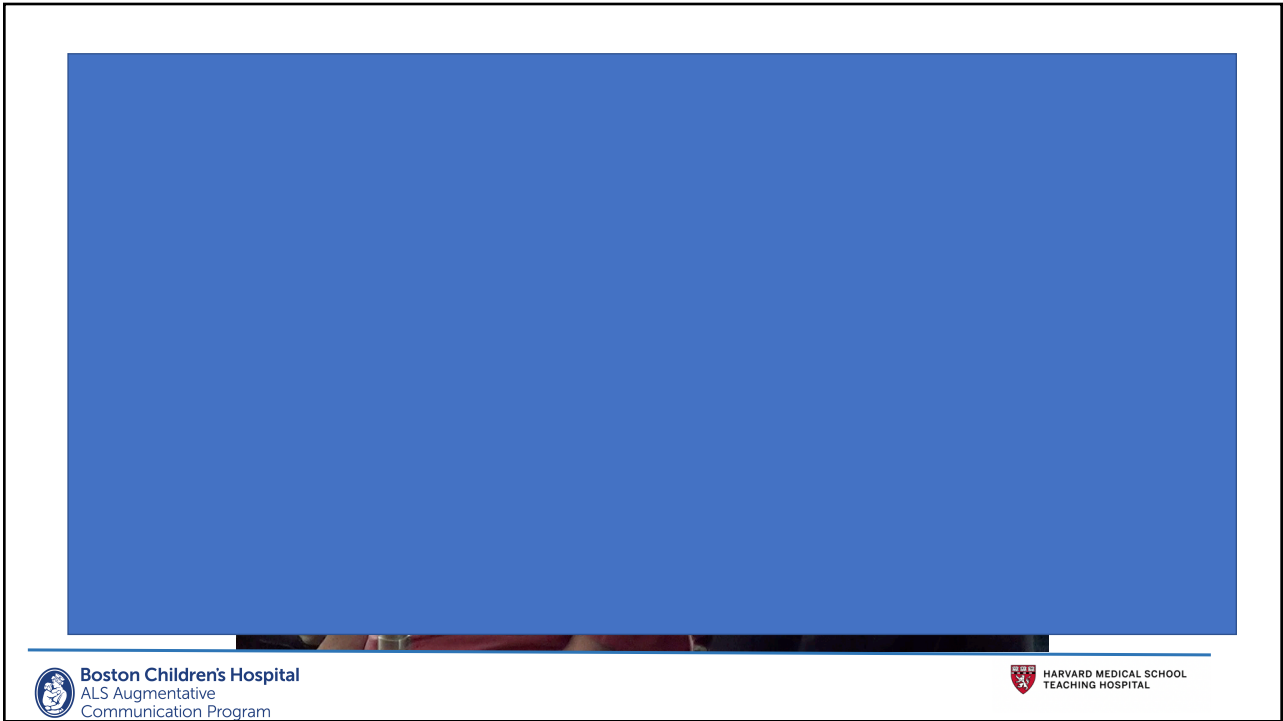 Boston Children's Hospital
ALS Augmentative
Communication Program
HARVARD MEDICAL SCHOOL
TEACHING HOSPITAL